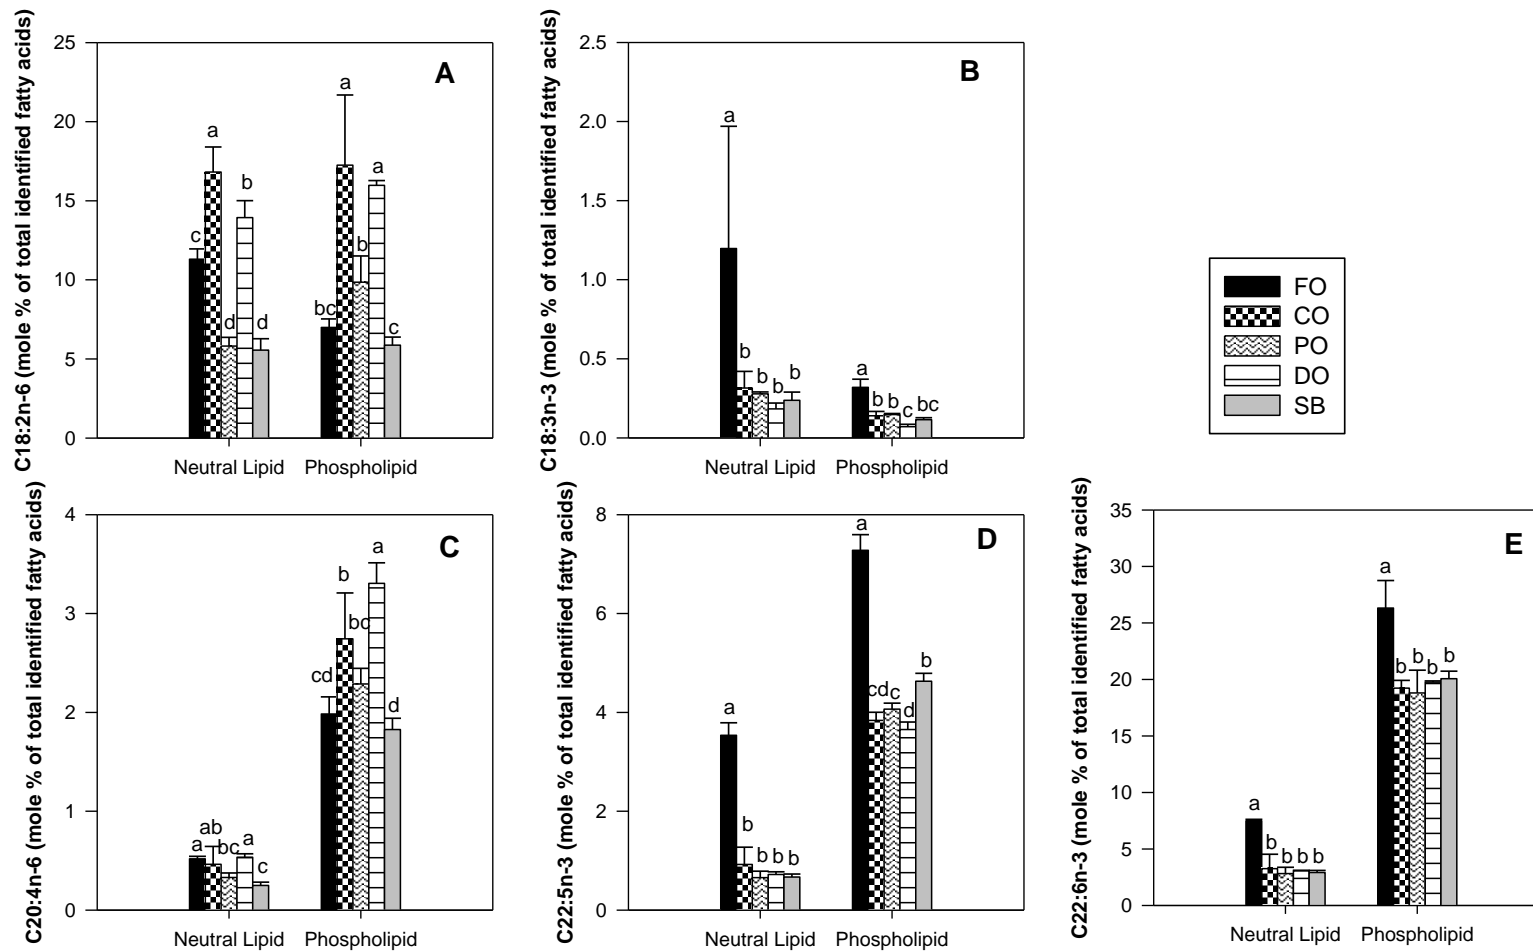 C18:2n-6 (mole % of total identified fatty acids)
25
20
15
10
5
0
A
c
a
d
b
d
bc
a
b
a
c
Neutral Lipid
Phospholipid
C18:3n-3 (mole % of total identified fatty acids)
2.5
2.0
1.5
1.0
0.5
0.0
B
a
b
b
b
b
a
b
b
c
bc
Neutral Lipid
Phospholipid
FO
CO
PO
DO
SB
C20:4n-6 (mole % of total identified fatty acids)
4
3
2
1
0
C
a
ab
bc
a
c
cd
b
bc
a
d
Neutral Lipid
Phospholipid
C22:5n-3 (mole % of total identified fatty acids)
8
6
4
2
0
D
a
b
b
b
b
a
cd
c
d
b
Neutral Lipid
Phospholipid
C22:6n-3 (mole % of total identified fatty acids)
35
30
25
20
15
10
5
0
E
a
b
b
b
b
a
b
b
b
b
Neutral Lipid
Phospholipid